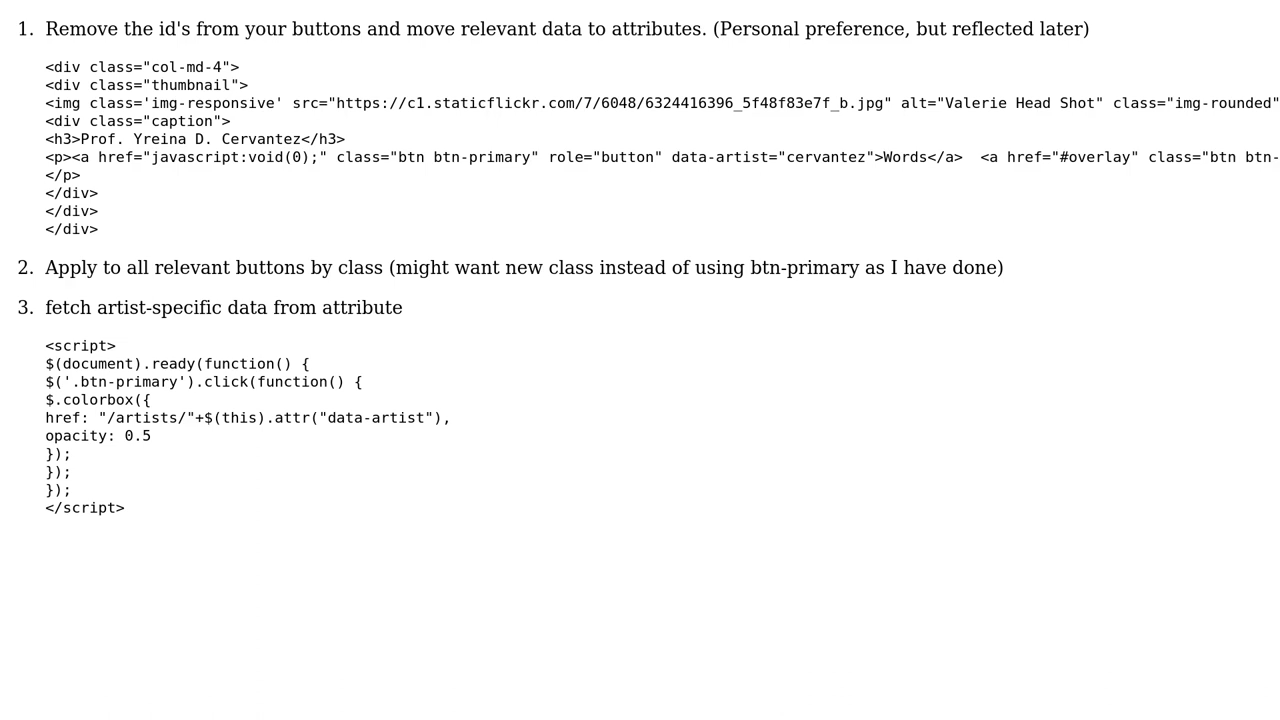 1. Remove the id's from your buttons and move relevant data to attributes. (Personal preference, but reflected later)
<div class="col-md-4">
<div class="thumbnail">
<img class='img-responsive' src="https://c1.staticflickr.com/7/6048/6324416396_5f48f83e7f_b.jpg" alt="Valerie Head Shot" class="img-rounded"
<div class="caption">
<h3>Prof. Yreina D. Cervantez</h3>
<p><a href="javascript:void(0);" class="btn btn-primary" role="button" data-artist="cervantez">Words</a>  <a href="#overlay" class="btn btn-
</p>
</div>
</div>
</div>
2. Apply to all relevant buttons by class (might want new class instead of using btn-primary as I have done)
3. fetch artist-specific data from attribute
<script>
$(document).ready(function() {
$('.btn-primary').click(function() {
$.colorbox({
href: "/artists/"+$(this).attr("data-artist"),
opacity: 0.5
});
});
});
</script>